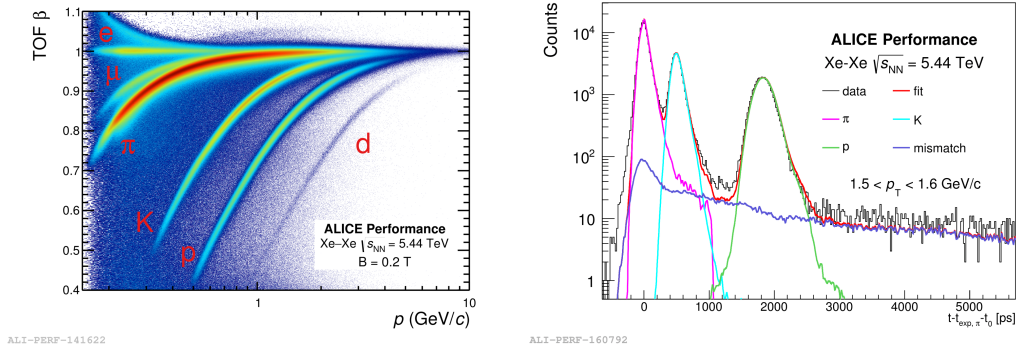 TOF β
1.1
1
0.9
0.8
0.7
0.6
0.5
0.4
e
μ
π
K
p
d
ALICE Performance
Xe-Xe √sNN = 5.44 TeV
B = 0.2 T
1
10
p (GeV/c)
ALI-PERF-141622
Counts
10⁴
10³
10²
10
1
ALICE Performance
Xe-Xe √sNN = 5.44 TeV
data
fit
π
K
p
mismatch
1.5 < pT < 1.6 GeV/c
0
1000
2000
3000
4000
5000
t-texp, π-t0 [ps]
ALI-PERF-160792